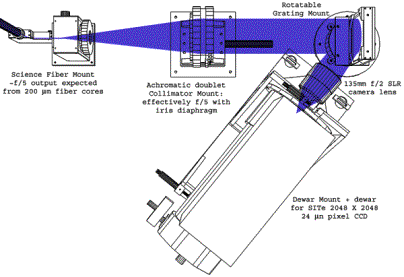 Rotatable
Grating Mount
Science Fiber Mount
~f/5 output expected
from 200 µm fiber cores
Achromatic doublet
Collimator Mount:
effectively f/5 with
iris diaphragm
135mm f/2 SLR
camera lens
Dewar Mount + dewar
for SITe 2048 X 2048
24 µm pixel CCD